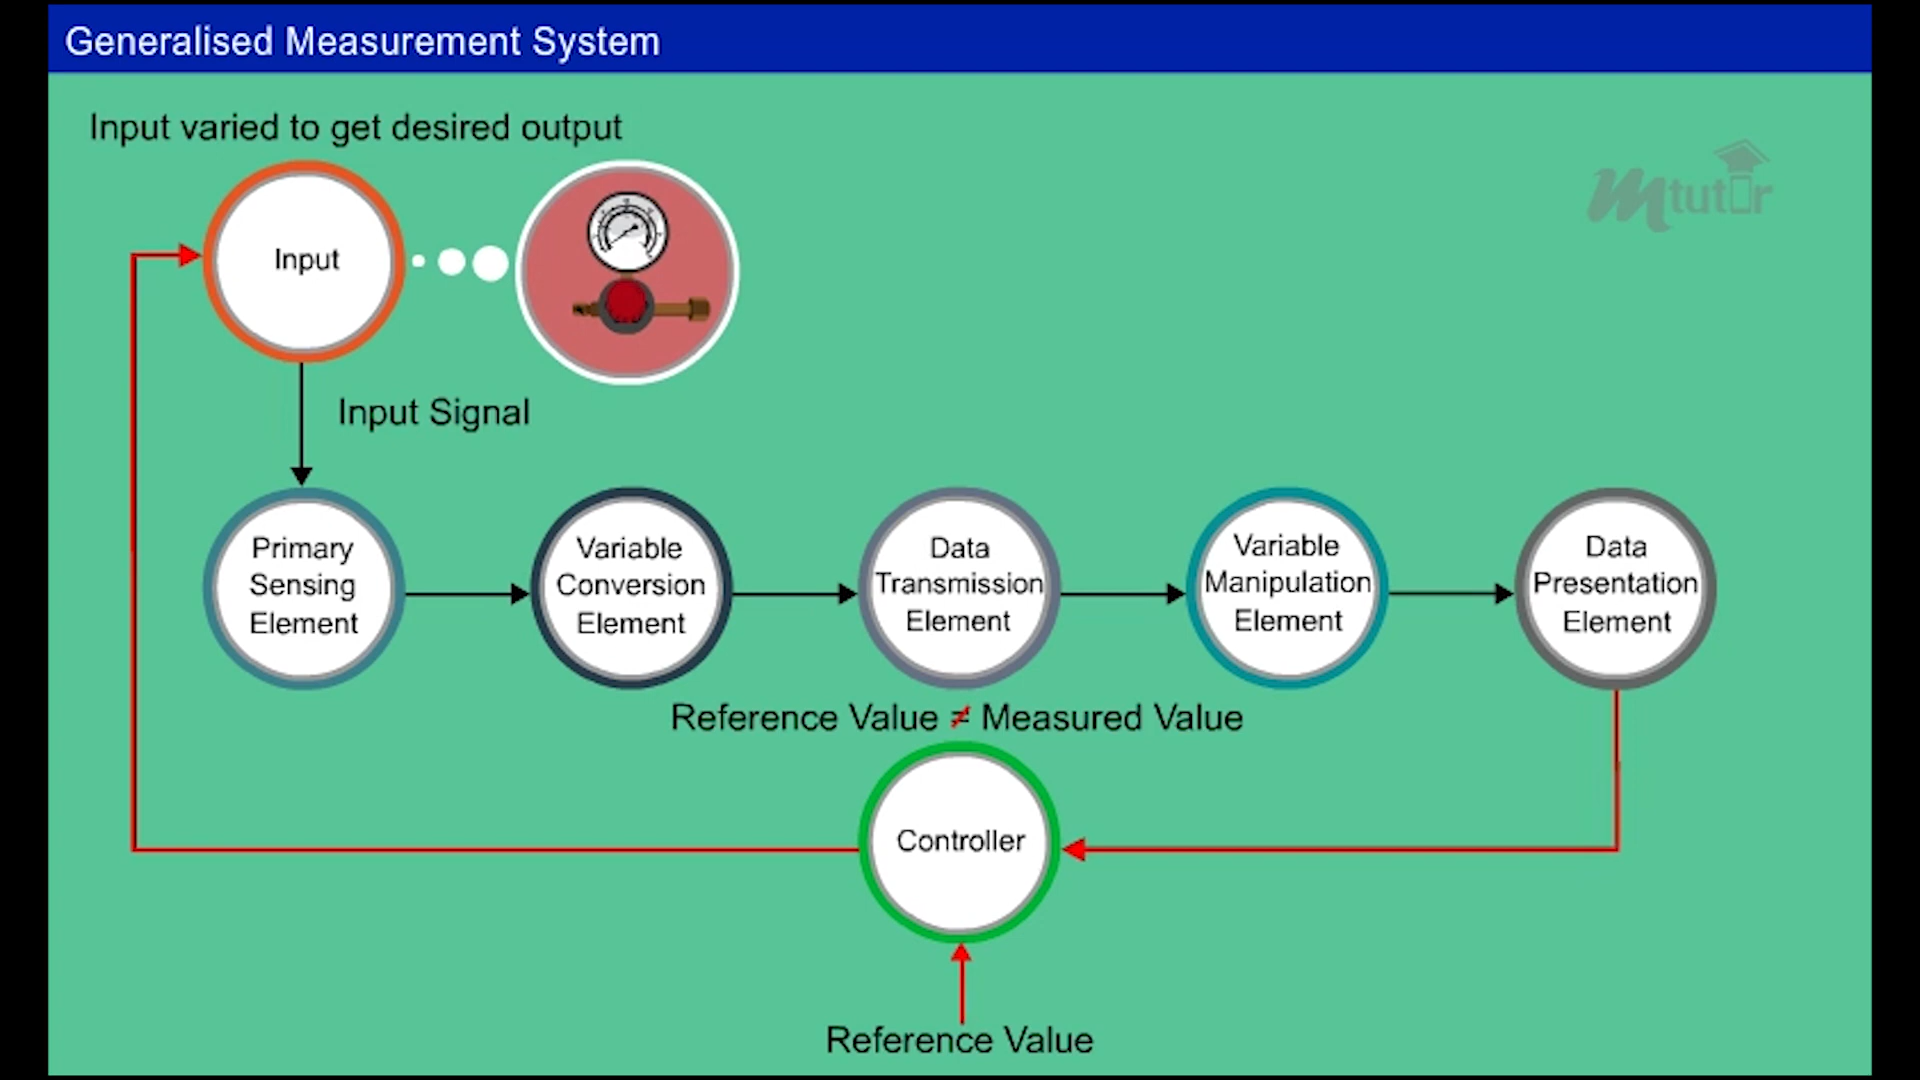 Generalised Measurement System
Input varied to get desired output
Mtutor
Input
Input Signal
Primary
Sensing
Element
Variable
Conversion
Element
Data
Transmission
Element
Variable
Manipulation
Element
Data
Presentation
Element
Reference Value ≠ Measured Value
Controller
Reference Value